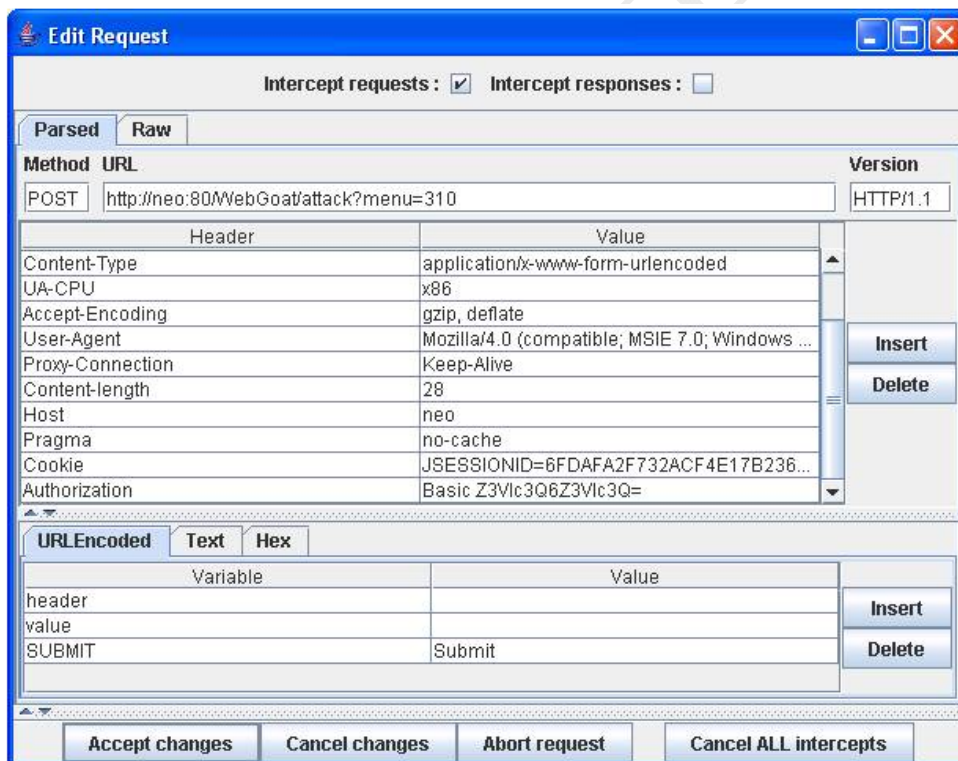 Edit Request
Intercept requests : Intercept responses :
Parsed Raw
Method URL Version
POST http://neo:80/WebGoat/attack?menu=310 HTTP/1.1
Header Value
Content-Type application/x-www-form-urlencoded
UA-CPU x86
Accept-Encoding gzip, deflate
User-Agent Mozilla/4.0 (compatible; MSIE 7.0; Windows ...
Insert
Proxy-Connection Keep-Alive
Content-length 28
Delete
Host neo
Pragma no-cache
Cookie JSESSIONID=6FDAFA2F732ACF4E17B236...
Authorization Basic Z3Vlc3Q6Z3Vlc3Q=
URLEncoded Text Hex
Variable Value
header
Insert
value
SUBMIT Submit
Delete
Accept changes Cancel changes Abort request Cancel ALL intercepts